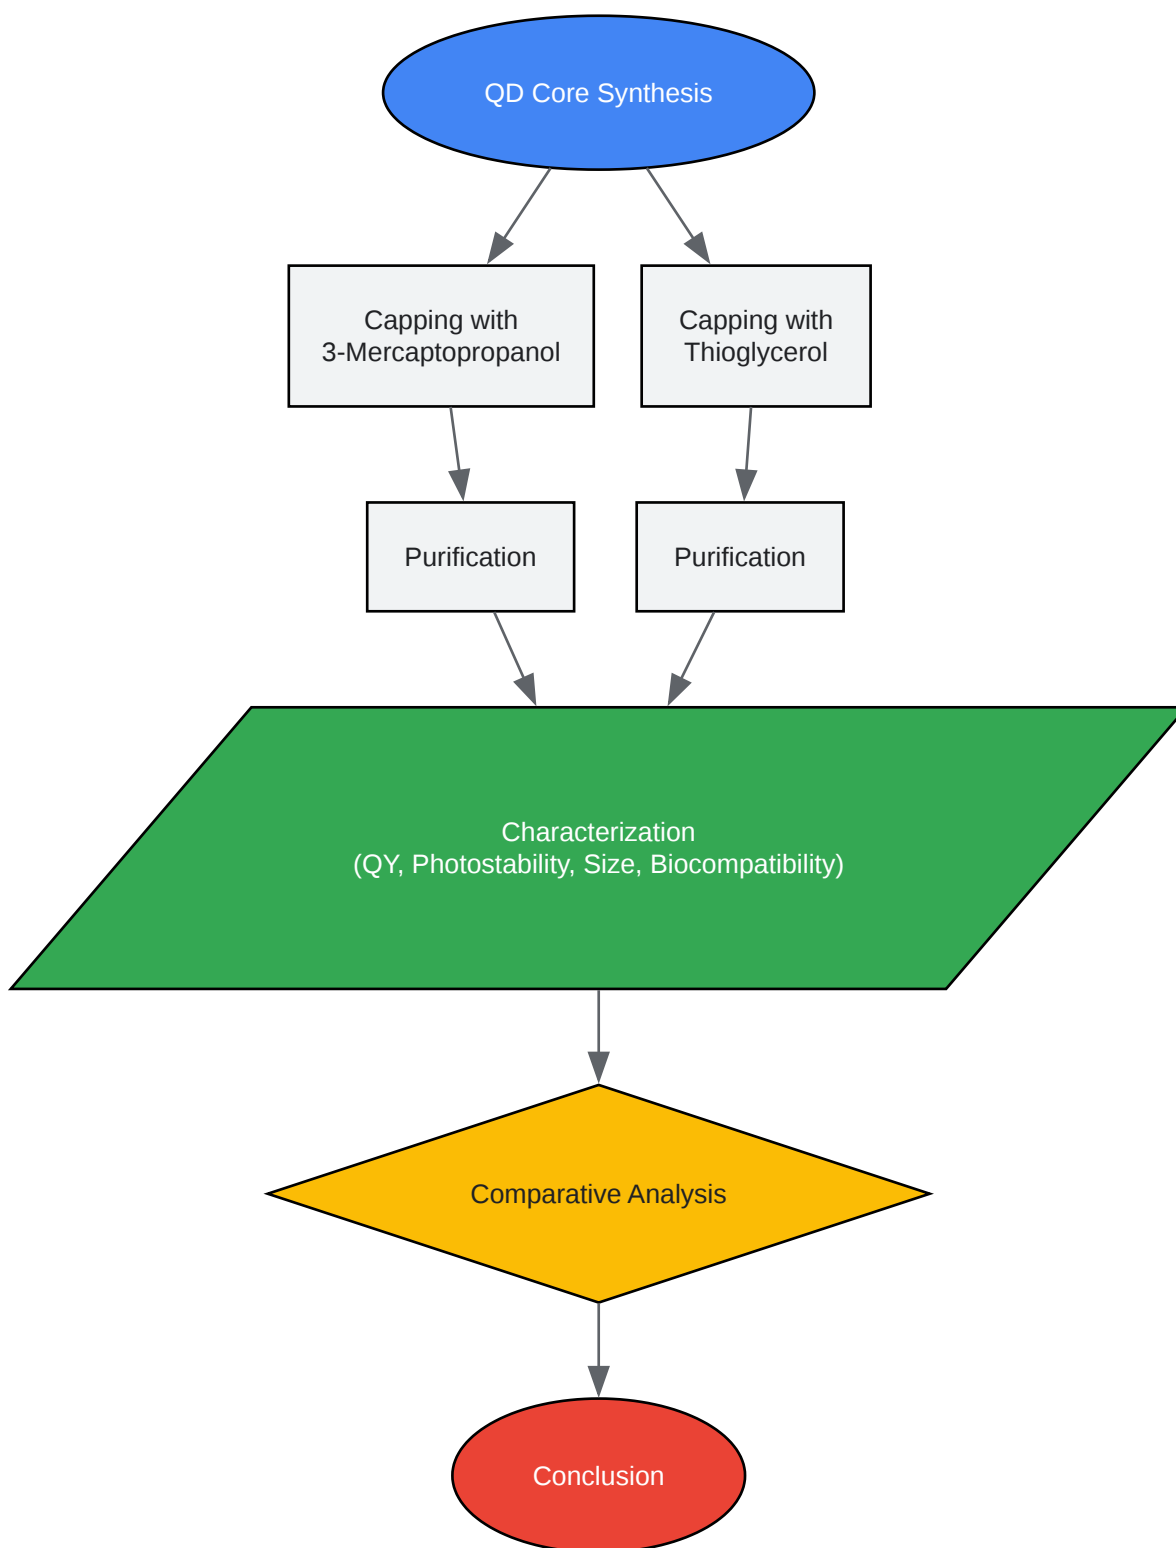 QD Core Synthesis
Capping with
3-Mercaptopropanol
Capping with
Thioglycerol
Purification
Purification
Characterization
(QY, Photostability, Size, Biocompatibility)
Comparative Analysis
Conclusion